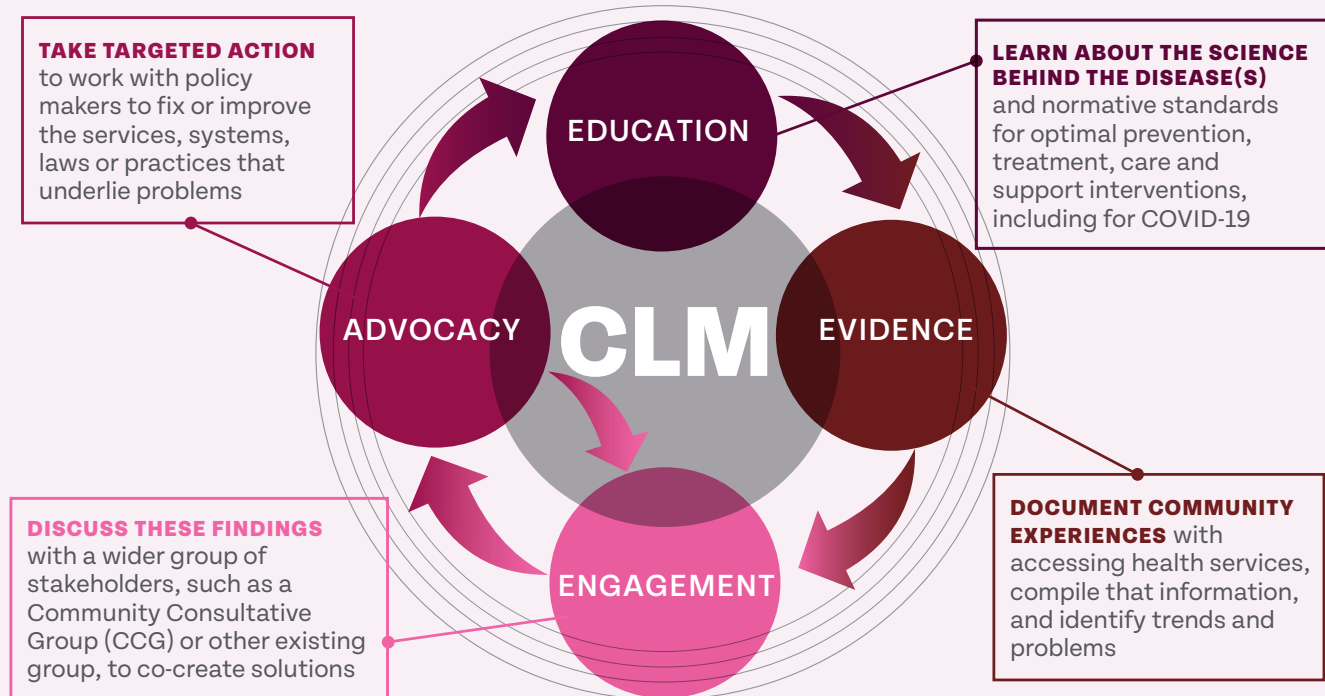 TAKE TARGETED ACTION
to work with policy
makers to fix or improve
the services, systems,
laws or practices that
underlie problems
EDUCATION
LEARN ABOUT THE SCIENCE
BEHIND THE DISEASE(S)
and normative standards
for optimal prevention,
treatment, care and
support interventions,
including for COVID-19
ADVOCACY
CLM
EVIDENCE
DISCUSS THESE FINDINGS
with a wider group of
stakeholders, such as a
Community Consultative
Group (CCG) or other existing
group, to co-create solutions
ENGAGEMENT
DOCUMENT COMMUNITY
EXPERIENCES with
accessing health services,
compile that information,
and identify trends and
problems